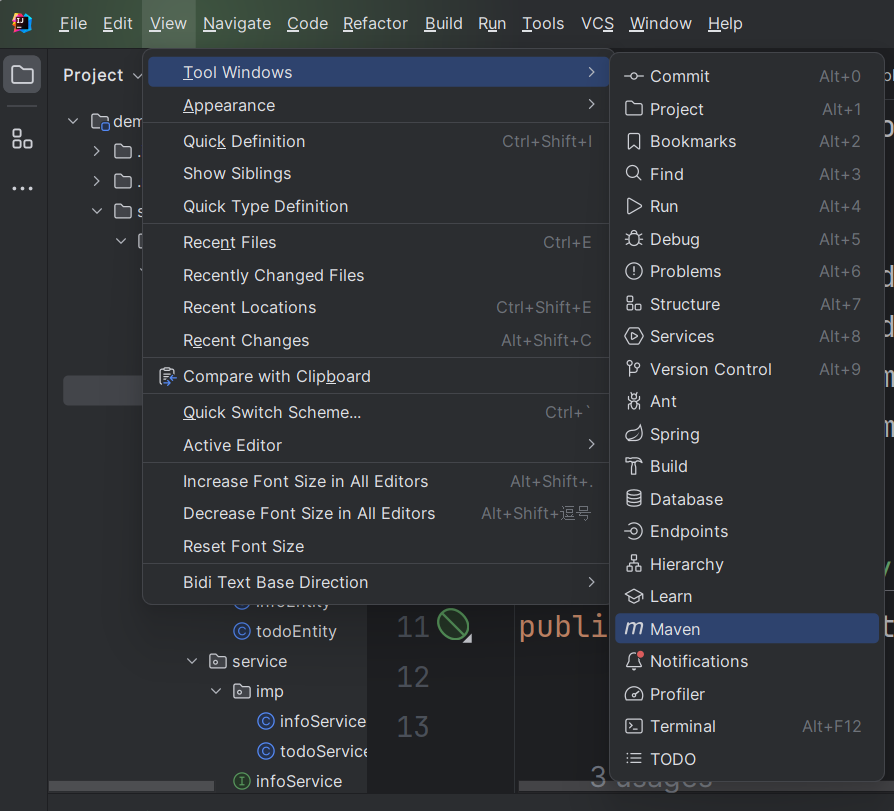 File Edit View Navigate Code Refactor Build Run Tools VCS Window Help
Project
dem
Tool Windows
Appearance
Quick Definition Ctrl+Shift+I
Show Siblings
Quick Type Definition
Recent Files Ctrl+E
Recently Changed Files
Recent Locations Ctrl+Shift+E
Recent Changes Alt+Shift+C
Compare with Clipboard
Quick Switch Scheme... Ctrl+`
Active Editor
Increase Font Size in All Editors Alt+Shift+.
Decrease Font Size in All Editors Alt+Shift+逗号
Reset Font Size
Bidi Text Base Direction
Commit Alt+0
Project Alt+1
Bookmarks Alt+2
Find Alt+3
Run Alt+4
Debug Alt+5
Problems Alt+6
Structure Alt+7
Services Alt+8
Version Control Alt+9
Ant
Spring
Build
Database
Endpoints
Hierarchy
Learn
Maven
Notifications
Profiler
Terminal Alt+F12
TODO
infoEntity
todoEntity
service
imp
infoService
todoService
infoService
11 publi
12
13
3 usages